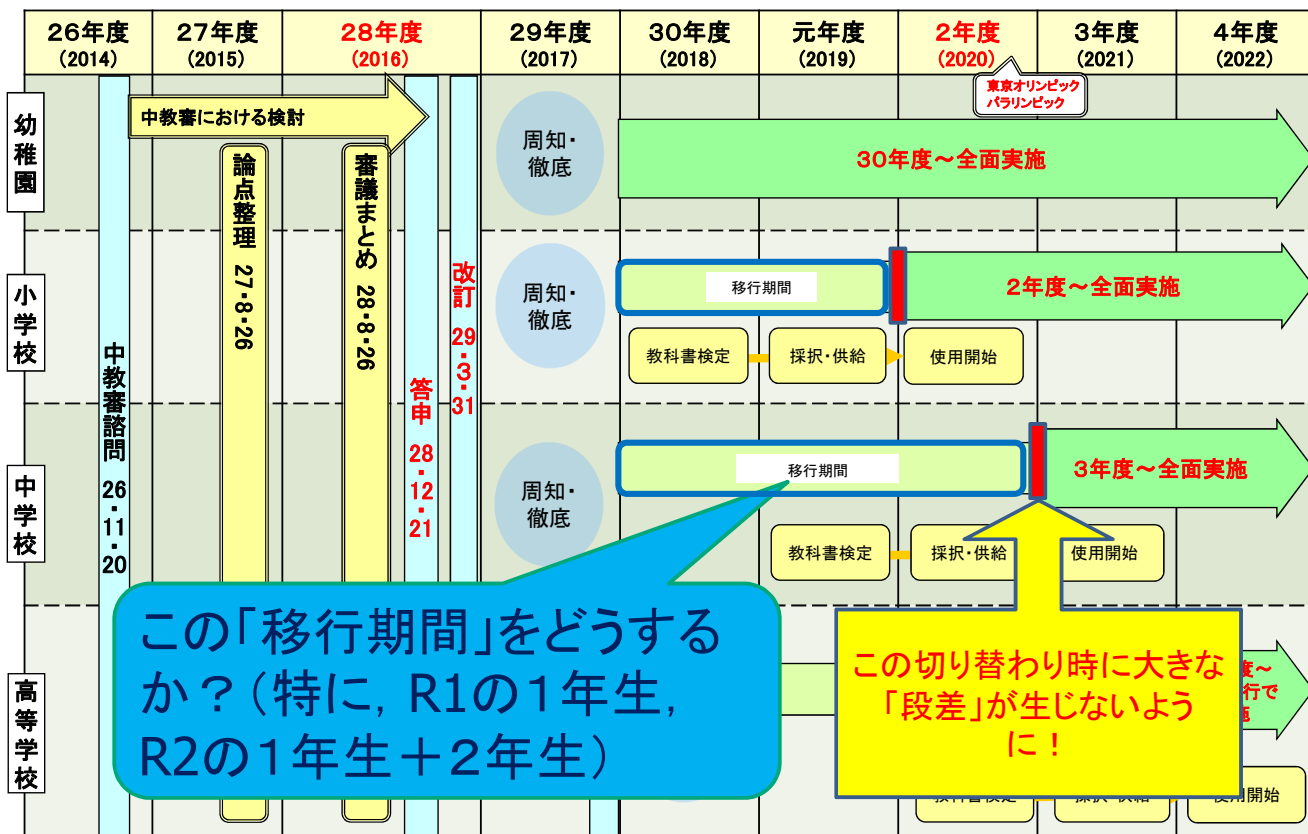 26年度
(2014)
27年度
(2015)
28年度
(2016)
29年度
(2017)
30年度
(2018)
元年度
(2019)
2年度
(2020)
3年度
(2021)
4年度
(2022)
東京オリンピック
パラリンピック
幼稚園
中教審における検討
周知・
徹底
30年度～全面実施
論点整理 27・8・26
審議まとめ 28・8・26
中教審諮問 26・11・20
答申 28・12・21
改訂 29・3・31
小学校
周知・
徹底
移行期間
2年度～全面実施
教科書検定
採択・供給
使用開始
中学校
周知・
徹底
移行期間
3年度～全面実施
教科書検定
採択・供給
使用開始
この「移行期間」をどうする
か？（特に，R1の１年生，
R2の１年生＋２年生）
この切り替わり時に大きな
「段差」が生じないよう
に！
高等学校
度～
行で